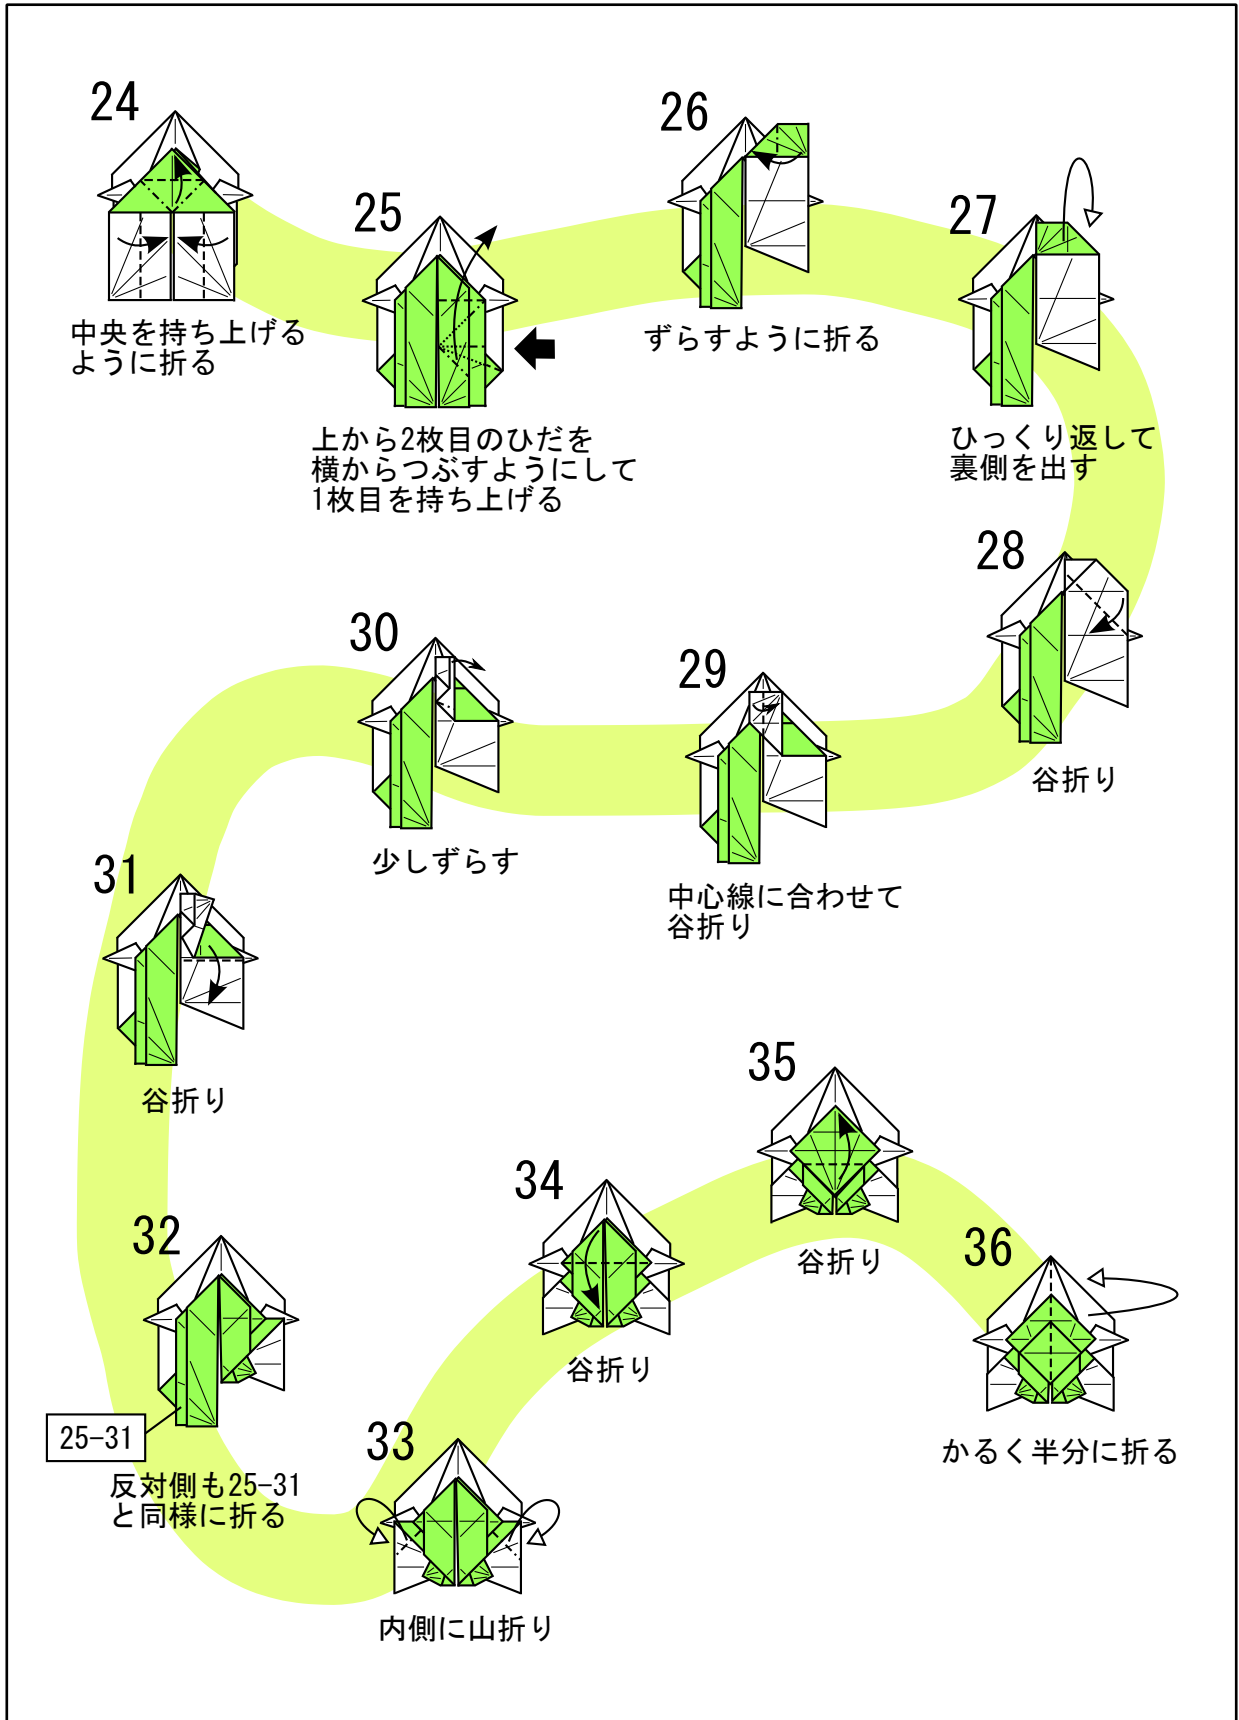 24
中央を持ち上げる
ように折る
25
上から2枚目のひだを
横からつぶすようにして
1枚目を持ち上げる
26
ずらすように折る
27
ひっくり返して
裏側を出す
28
谷折り
29
中心線に合わせて
谷折り
30
少しずらす
31
谷折り
32
25-31
反対側も25-31
と同様に折る
33
内側に山折り
34
谷折り
35
谷折り
36
かるく半分に折る